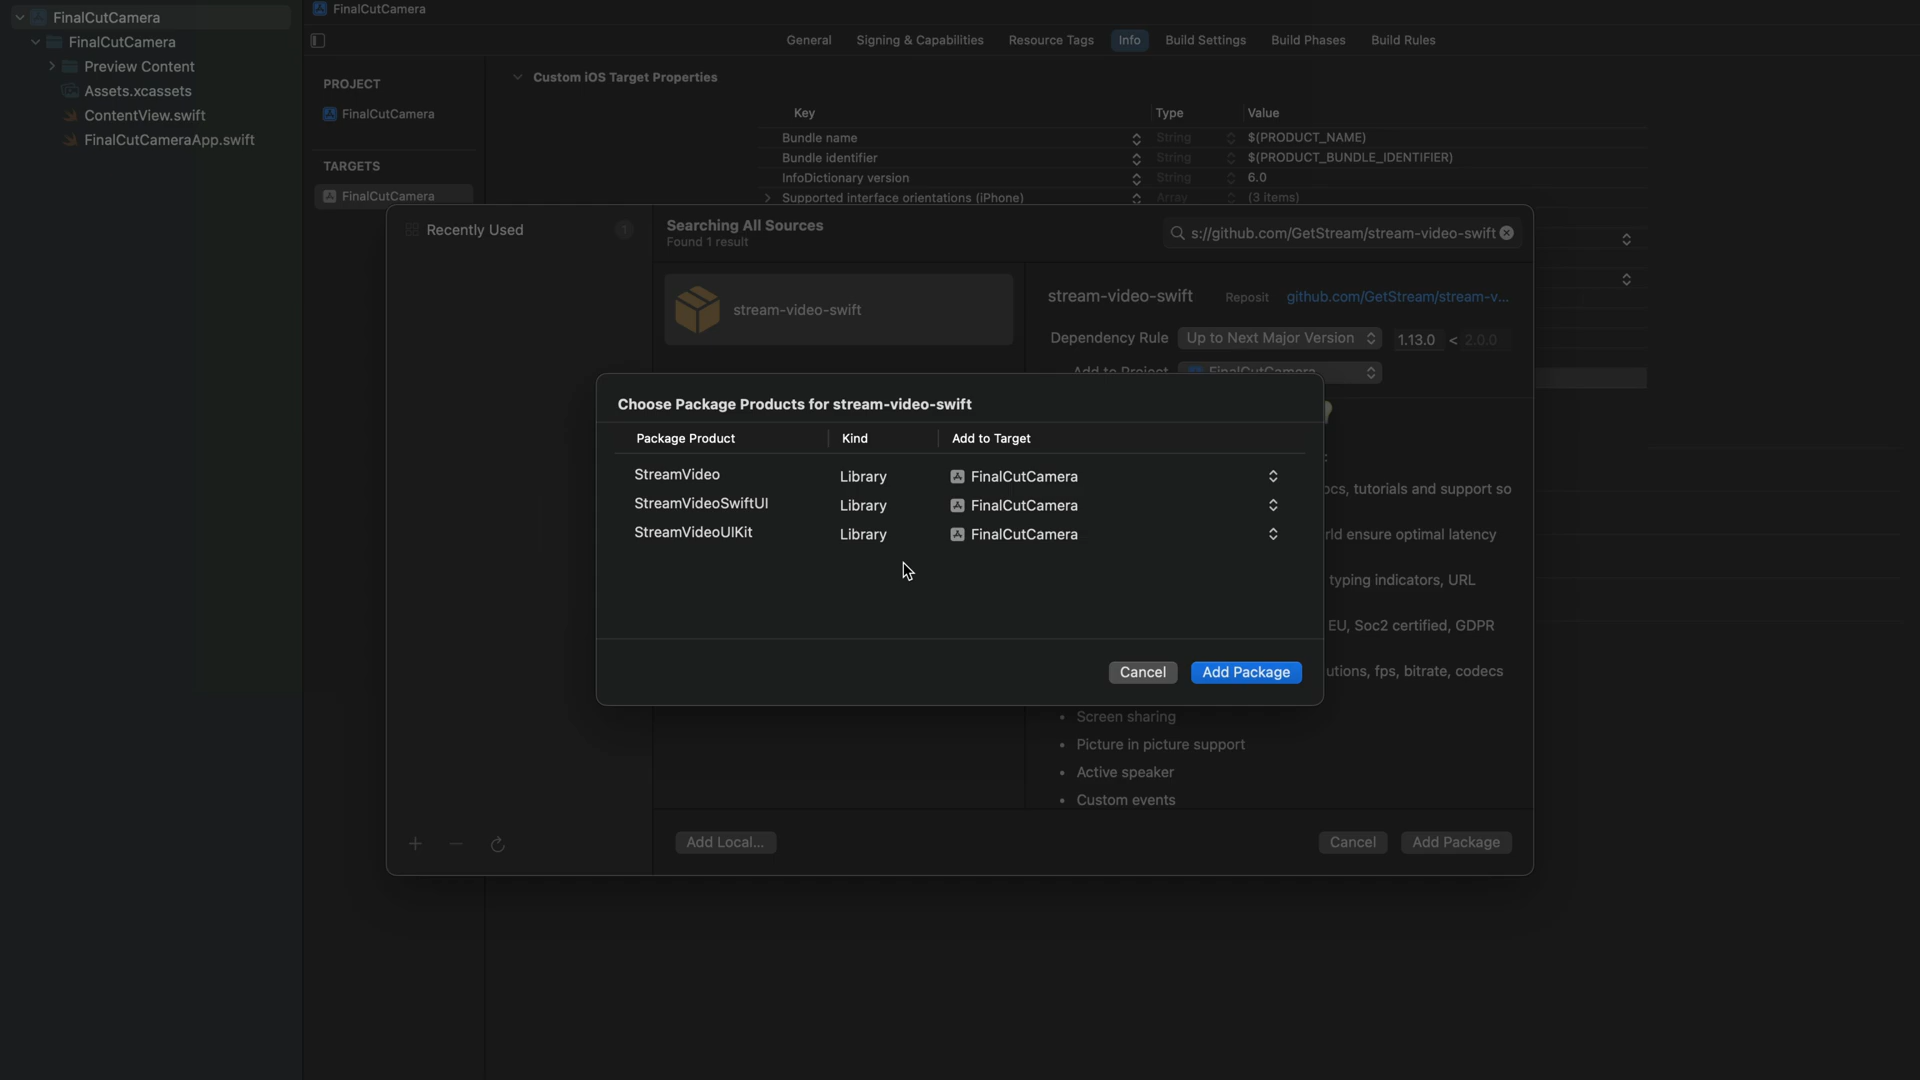 FinalCutCamera
FinalCutCamera
Preview Content
Assets.xcassets
ContentView.swift
FinalCutCameraApp.swift
FinalCutCamera
General Signing & Capabilities Resource Tags Info Build Settings Build Phases Build Rules
PROJECT
FinalCutCamera
TARGETS
FinalCutCamera
Custom iOS Target Properties
Key Type Value
Bundle name String $(PRODUCT_NAME)
Bundle identifier String $(PRODUCT_BUNDLE_IDENTIFIER)
InfoDictionary version String 6.0
Supported interface orientations (iPhone) Array (3 items)
Recently Used 1
Searching All Sources
Found 1 result
s://github.com/GetStream/stream-video-swift
stream-video-swift
stream-video-swift Reposit github.com/GetStream/stream-v...
Dependency Rule Up to Next Major Version 1.13.0 < 2.0.0
Add to Project FinalCutCamera
Choose Package Products for stream-video-swift
Package Product Kind Add to Target
StreamVideo Library FinalCutCamera
StreamVideoSwiftUI Library FinalCutCamera
StreamVideoUIKit Library FinalCutCamera
Cancel Add Package
ocs, tutorials and support so
rld ensure optimal latency
typing indicators, URL
EU, Soc2 certified, GDPR
utions, fps, bitrate, codecs
• Screen sharing
• Picture in picture support
• Active speaker
• Custom events
Add Local... Cancel Add Package